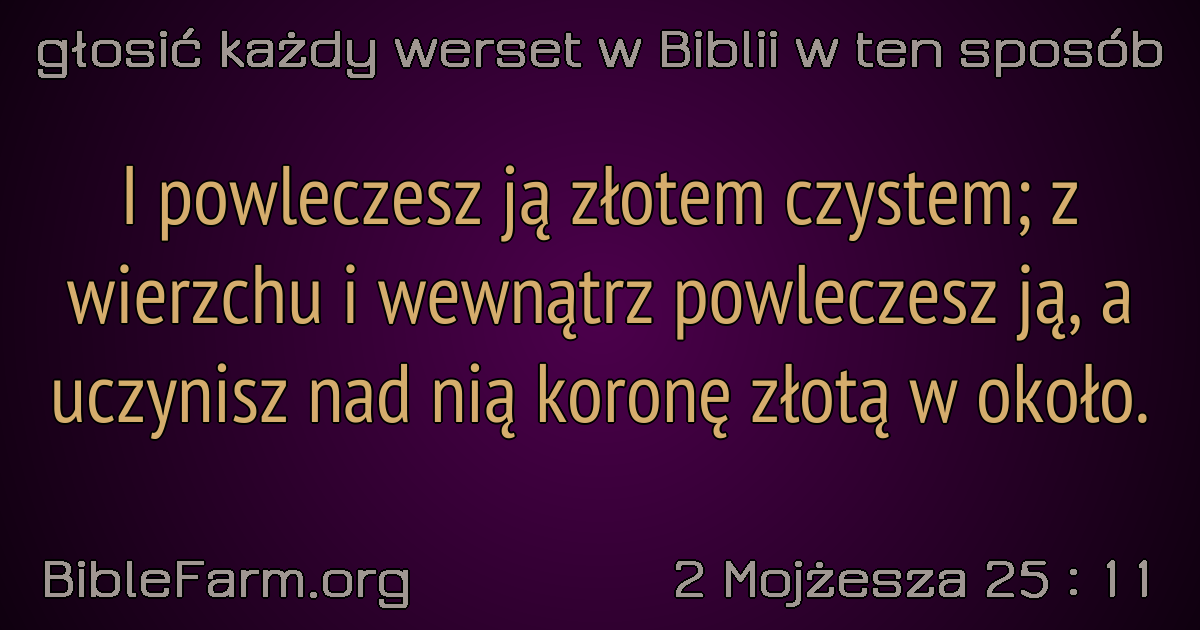 głosić każdy werset w Biblii w ten sposób
I powleczesz ją złotem czystem; z
wierzchu i wewnątrz powleczesz ją, a
uczynisz nad nią koronę złotą w około.
BibleFarm.org
2 Mojżesza 25 : 11